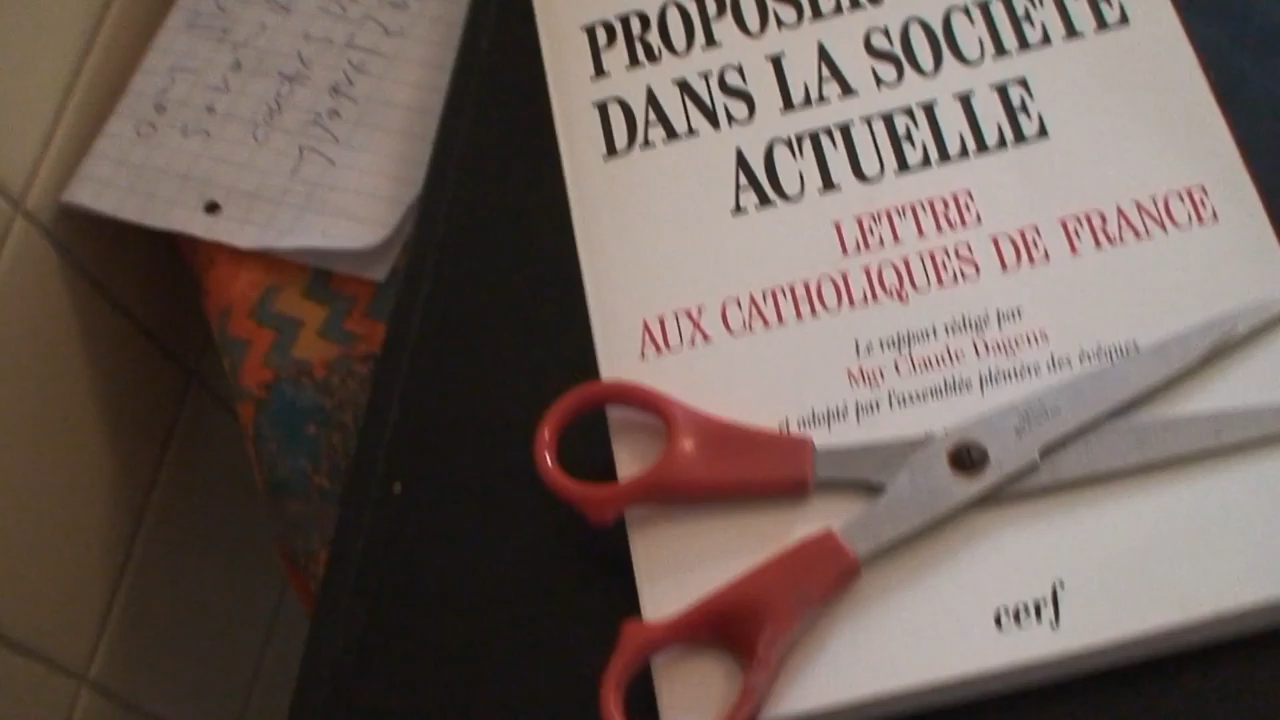 PROPOSER
DANS LA SOCIÉTÉ
ACTUELLE
LETTRE
AUX CATHOLIQUES DE FRANCE
Le rapport rédigé par
Mgr Claude Dagens
et adopté par l'assemblée plénière des évêques
cerf